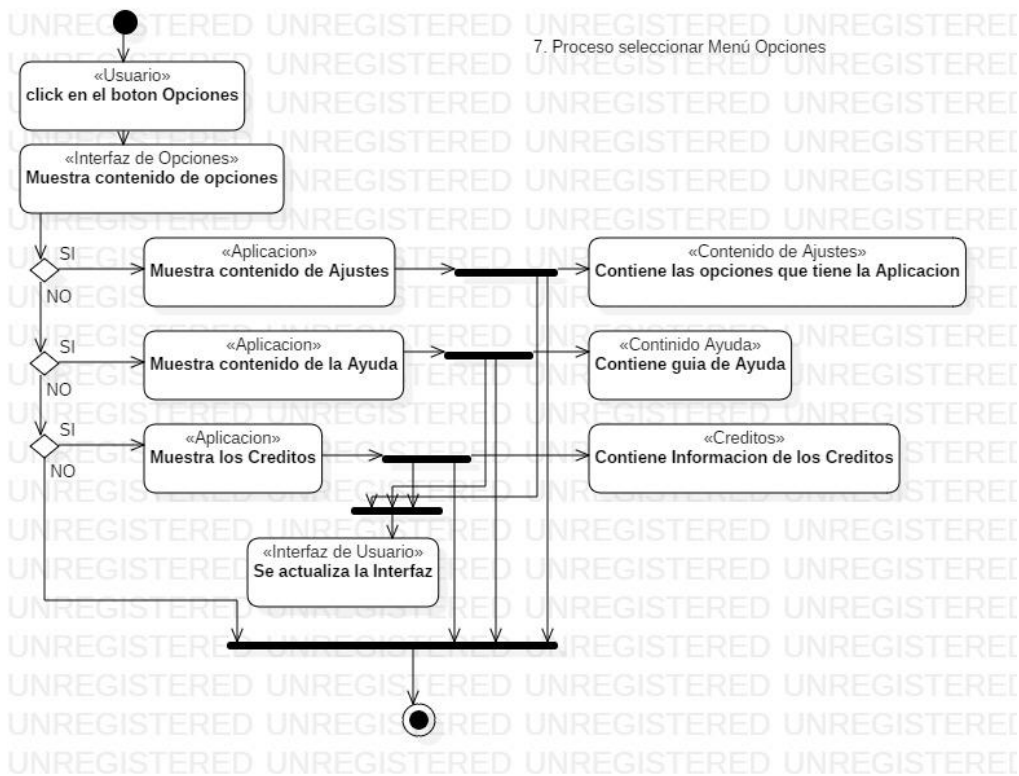 7. Proceso seleccionar Menú Opciones
«Usuario»
click en el boton Opciones
«Interfaz de Opciones»
Muestra contenido de opciones
SI
«Aplicacion»
Muestra contenido de Ajustes
«Contenido de Ajustes»
Contiene las opciones que tiene la Aplicacion
NO
SI
«Aplicacion»
Muestra contenido de la Ayuda
«Continido Ayuda»
Contiene guia de Ayuda
NO
SI
«Aplicacion»
Muestra los Creditos
«Creditos»
Contiene Informacion de los Creditos
NO
«Interfaz de Usuario»
Se actualiza la Interfaz
UNREGISTERED